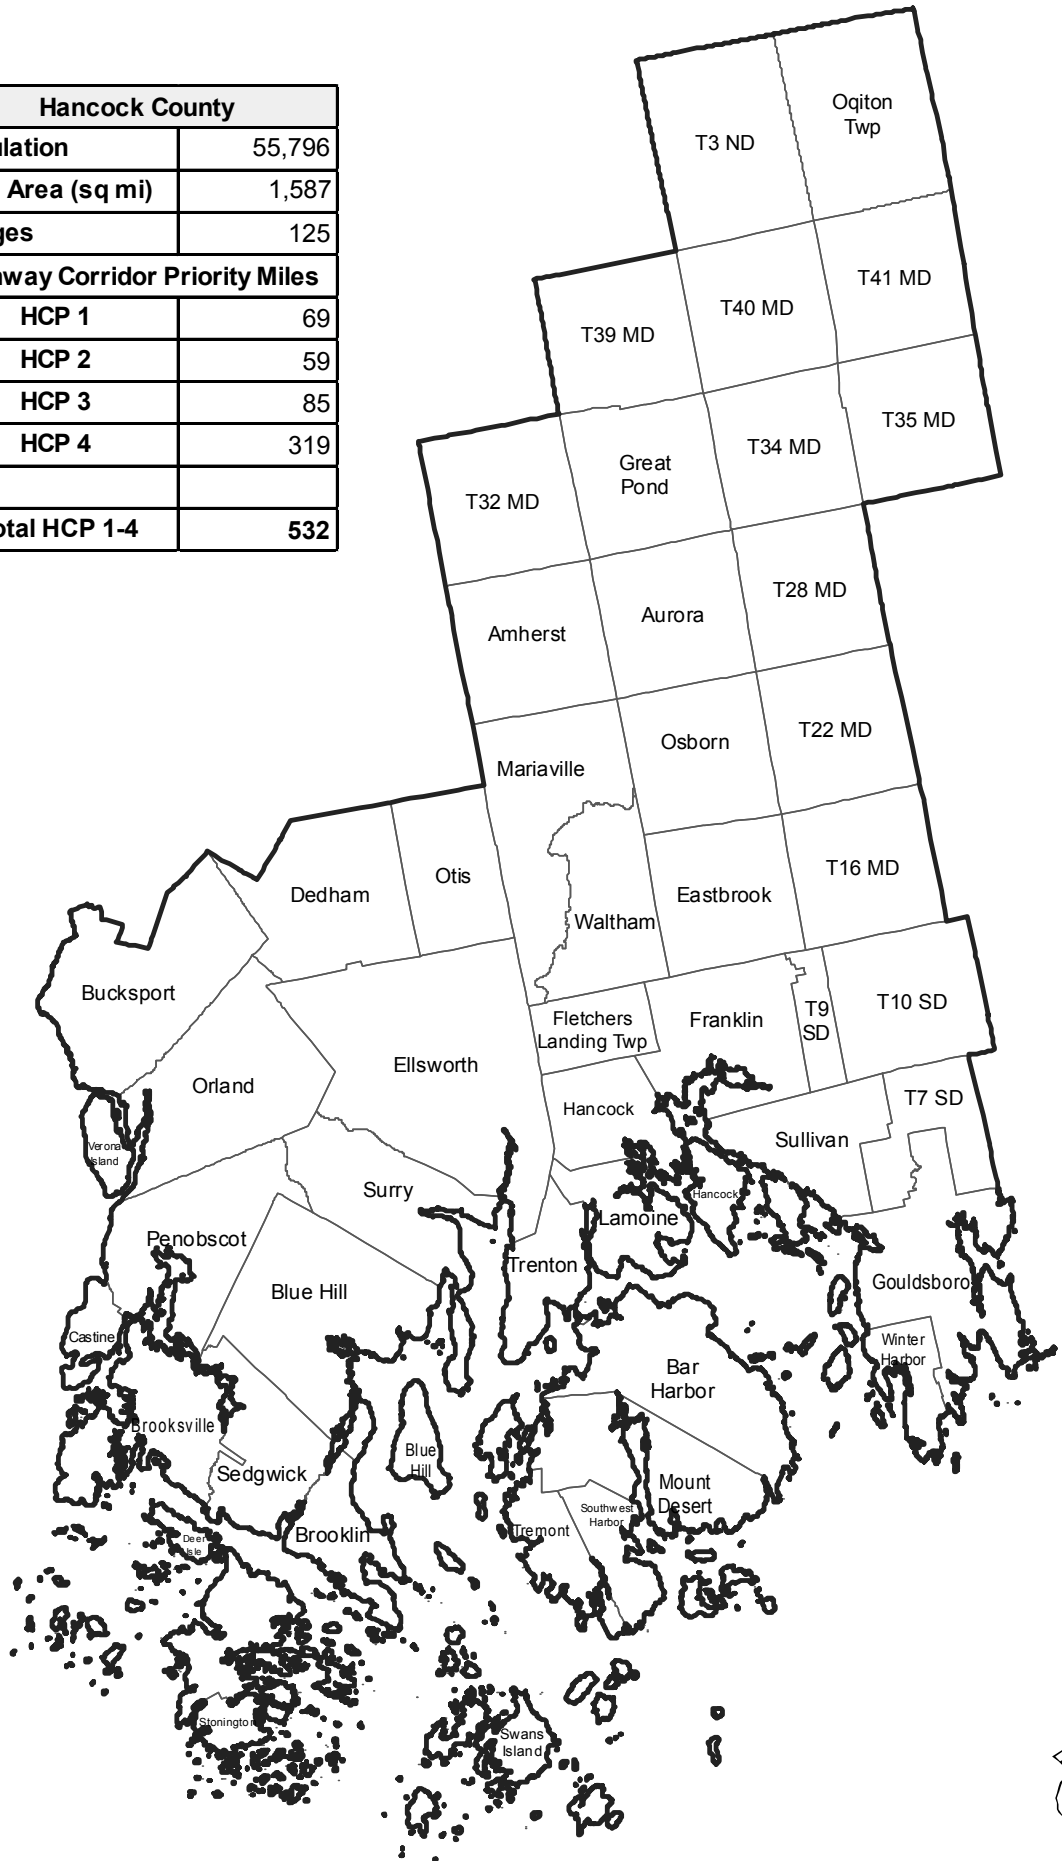 Hancock County
ulation 55,796
Area (sq mi) 1,587
ges 125
hway Corridor Priority Miles
HCP 1 69
HCP 2 59
HCP 3 85
HCP 4 319
otal HCP 1-4 532
Oqiton
Twp
T3 ND
T41 MD
T40 MD
T39 MD
T35 MD
T34 MD
Great
Pond
T32 MD
T28 MD
Aurora
Amherst
T22 MD
Osborn
Mariaville
T16 MD
Otis
Dedham
Eastbrook
Waltham
Bucksport
T10 SD
T9
SD
Franklin
Fletchers
Landing Twp
Ellsworth
Orland
T7 SD
Hancock
Sullivan
Verona
Island
Surry
Hancock
Lamoine
Penobscot
Trenton
Gouldsboro
Blue Hill
Castine
Winter
Harbor
Bar
Harbor
Brooksville
Blue
Hill
Sedgwick
Mount
Desert
Southwest
Harbor
Tremont
Brooklin
Deer
Isle
Stonington
Swans
Island